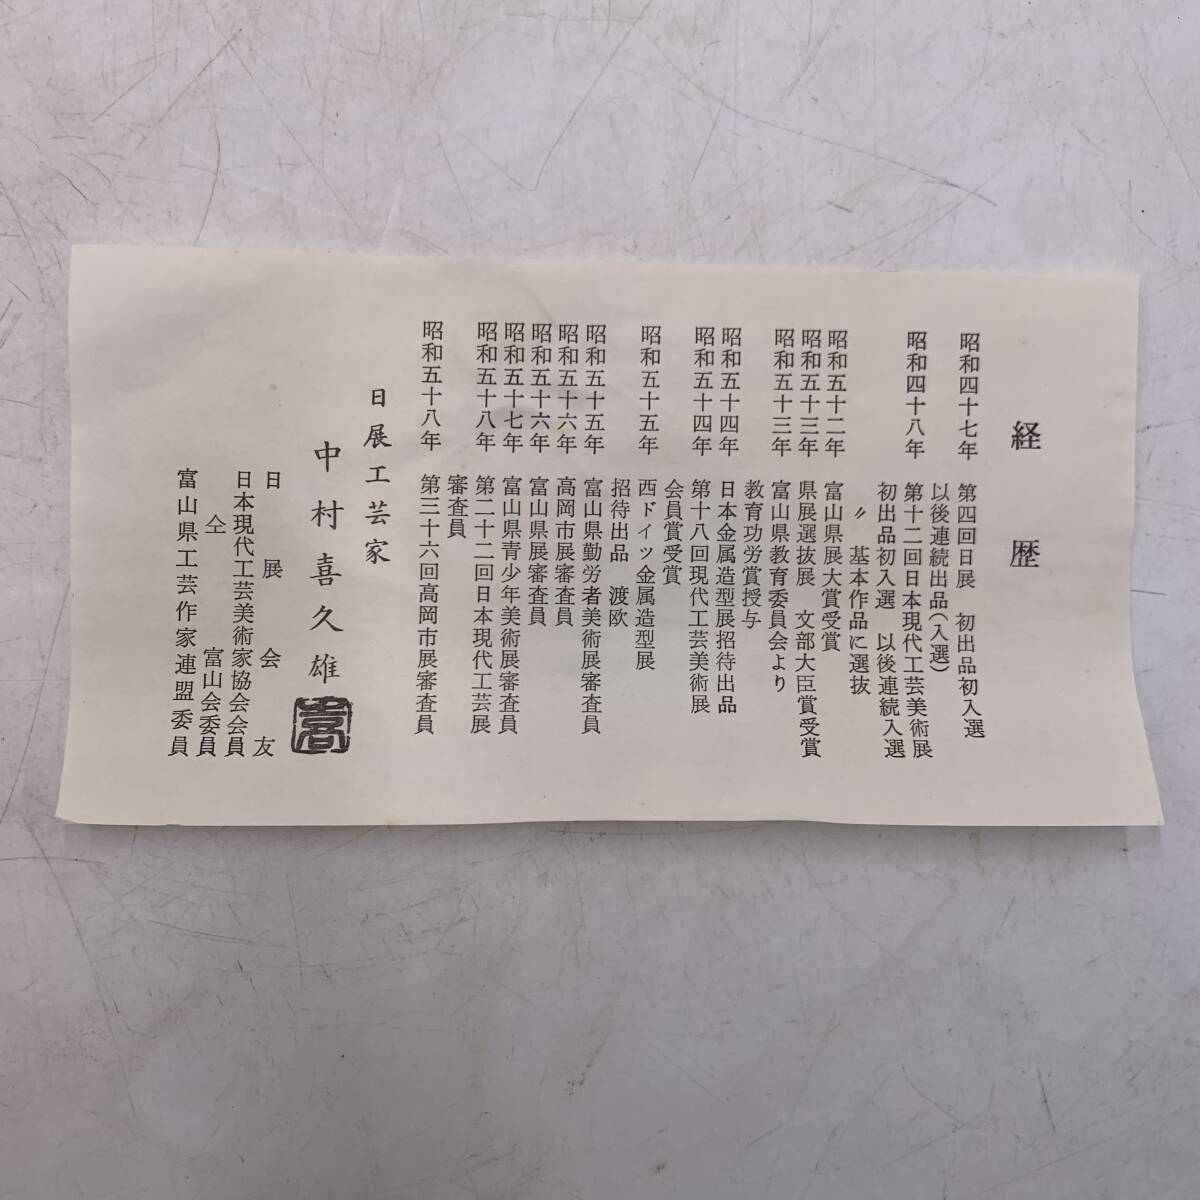 経歴
昭和四十七年 第四回日展 初出品初入選
以後連続出品（入選）
昭和四十八年 第十二回日本現代工芸美術展
初出品初入選 以後連続入選
〃 基本作品に選抜
昭和五十二年 富山県展大賞受賞
昭和五十三年 県展選抜展 文部大臣賞受賞
昭和五十三年 富山県教育委員会より
教育功労賞授与
昭和五十四年 日本金属造型展招待出品
昭和五十四年 第十八回現代工芸美術展
会員賞受賞
昭和五十五年 西ドイツ金属造型展
招待出品 渡欧
昭和五十五年 富山県勤労者美術展審査員
昭和五十六年 高岡市展審査員
昭和五十六年 富山県展審査員
昭和五十七年 富山県青少年美術展審査員
昭和五十八年 第二十二回日本現代工芸展
審査員
昭和五十八年 第三十六回高岡市展審査員
日展工芸家
中村喜久雄
日展会友
日本現代工芸美術家協会会員
仝 富山会委員
富山県工芸作家連盟委員